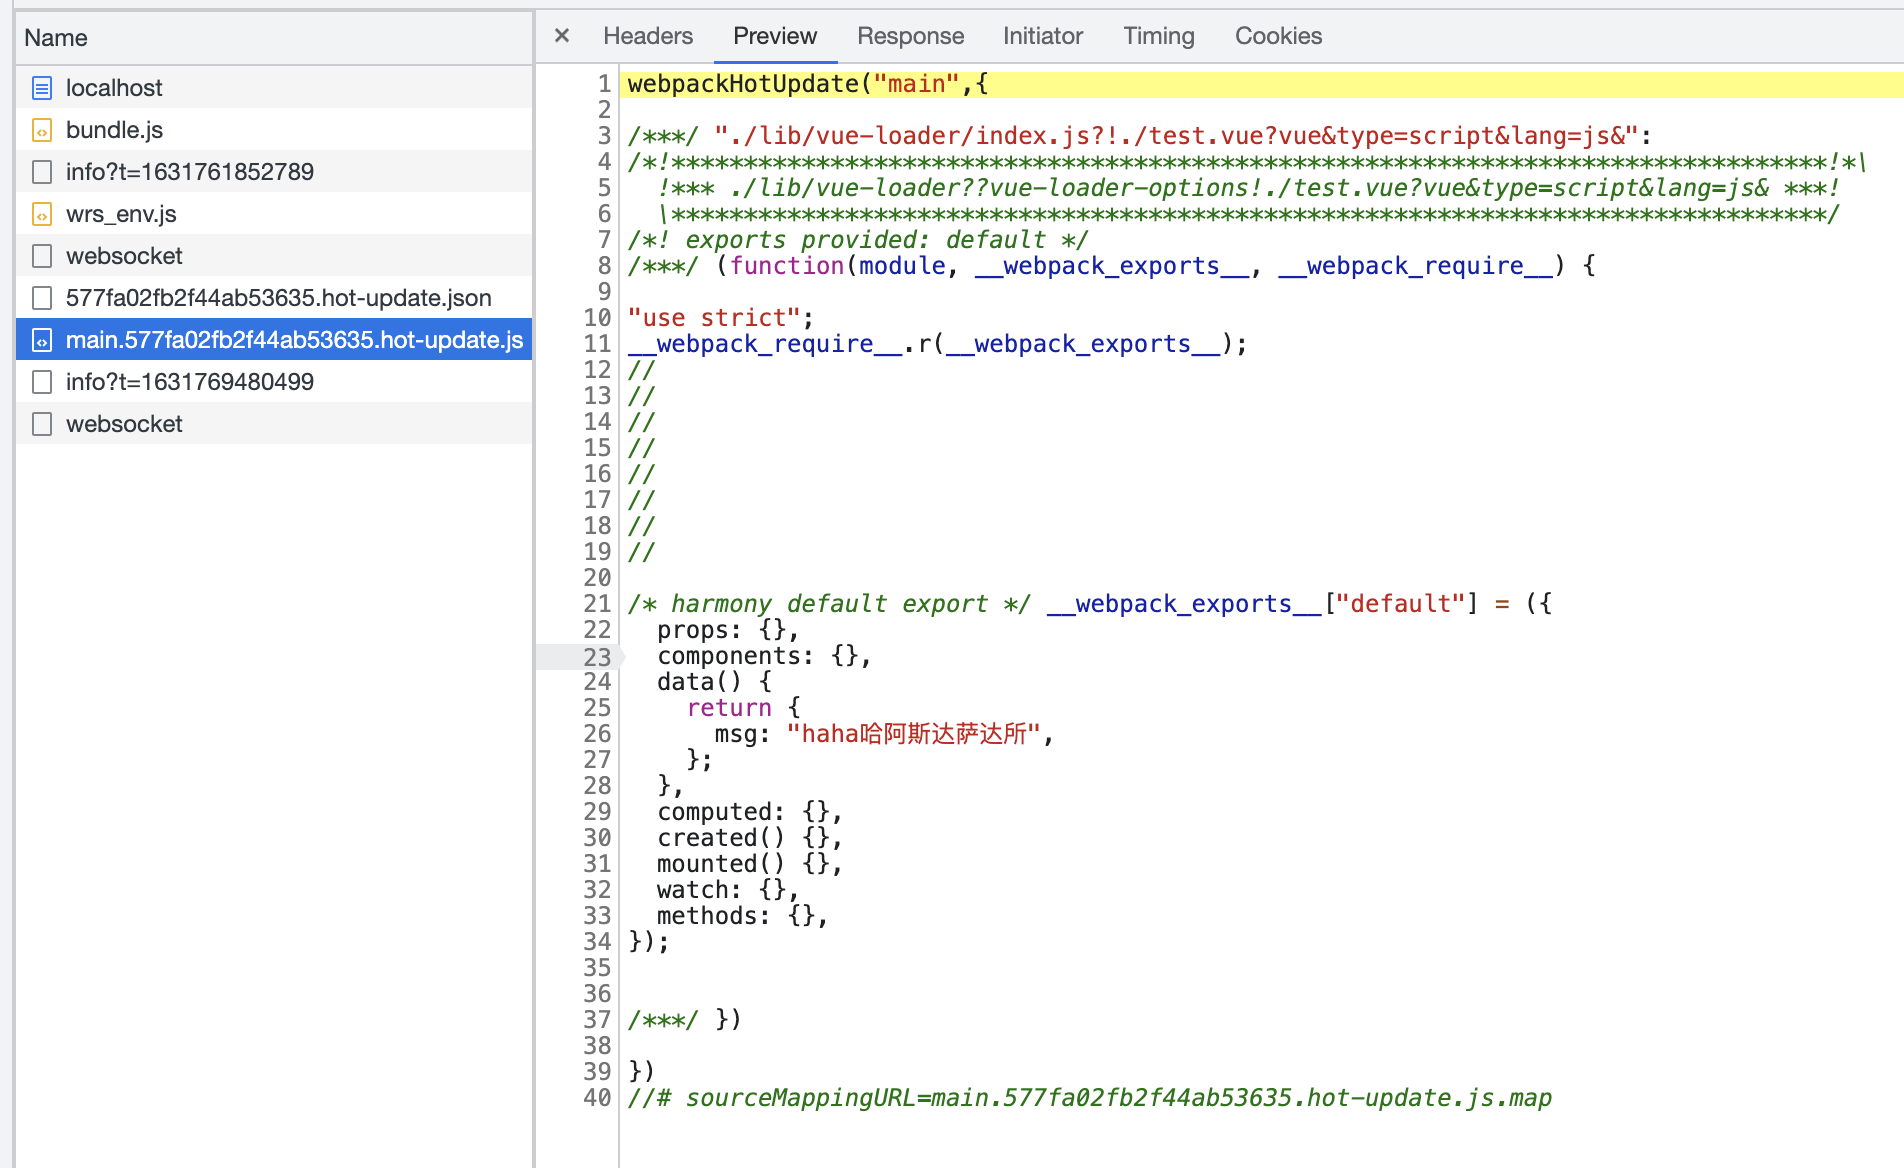 Name
localhost
bundle.js
info?t=1631761852789
wrs_env.js
websocket
577fa02fb2f44ab53635.hot-update.json
main.577fa02fb2f44ab53635.hot-update.js
info?t=1631769480499
websocket
× Headers Preview Response Initiator Timing Cookies
1 webpackHotUpdate("main",{
2
3 /***/ "./lib/vue-loader/index.js?!./test.vue?vue&type=script&lang=js&":
4 /*!********************************************************************************!*\
5   !*** ./lib/vue-loader??vue-loader-options!./test.vue?vue&type=script&lang=js& ***!
6   \********************************************************************************/
7 /*! exports provided: default */
8 /***/ (function(module, __webpack_exports__, __webpack_require__) {
9
10 "use strict";
11 __webpack_require__.r(__webpack_exports__);
12 //
13 //
14 //
15 //
16 //
17 //
18 //
19 //
20
21 /* harmony default export */ __webpack_exports__["default"] = ({
22   props: {},
23   components: {},
24   data() {
25     return {
26       msg: "haha哈阿斯达萨达所",
27     };
28   },
29   computed: {},
30   created() {},
31   mounted() {},
32   watch: {},
33   methods: {},
34 });
35
36
37 /***/ })
38
39 })
40 //# sourceMappingURL=main.577fa02fb2f44ab53635.hot-update.js.map